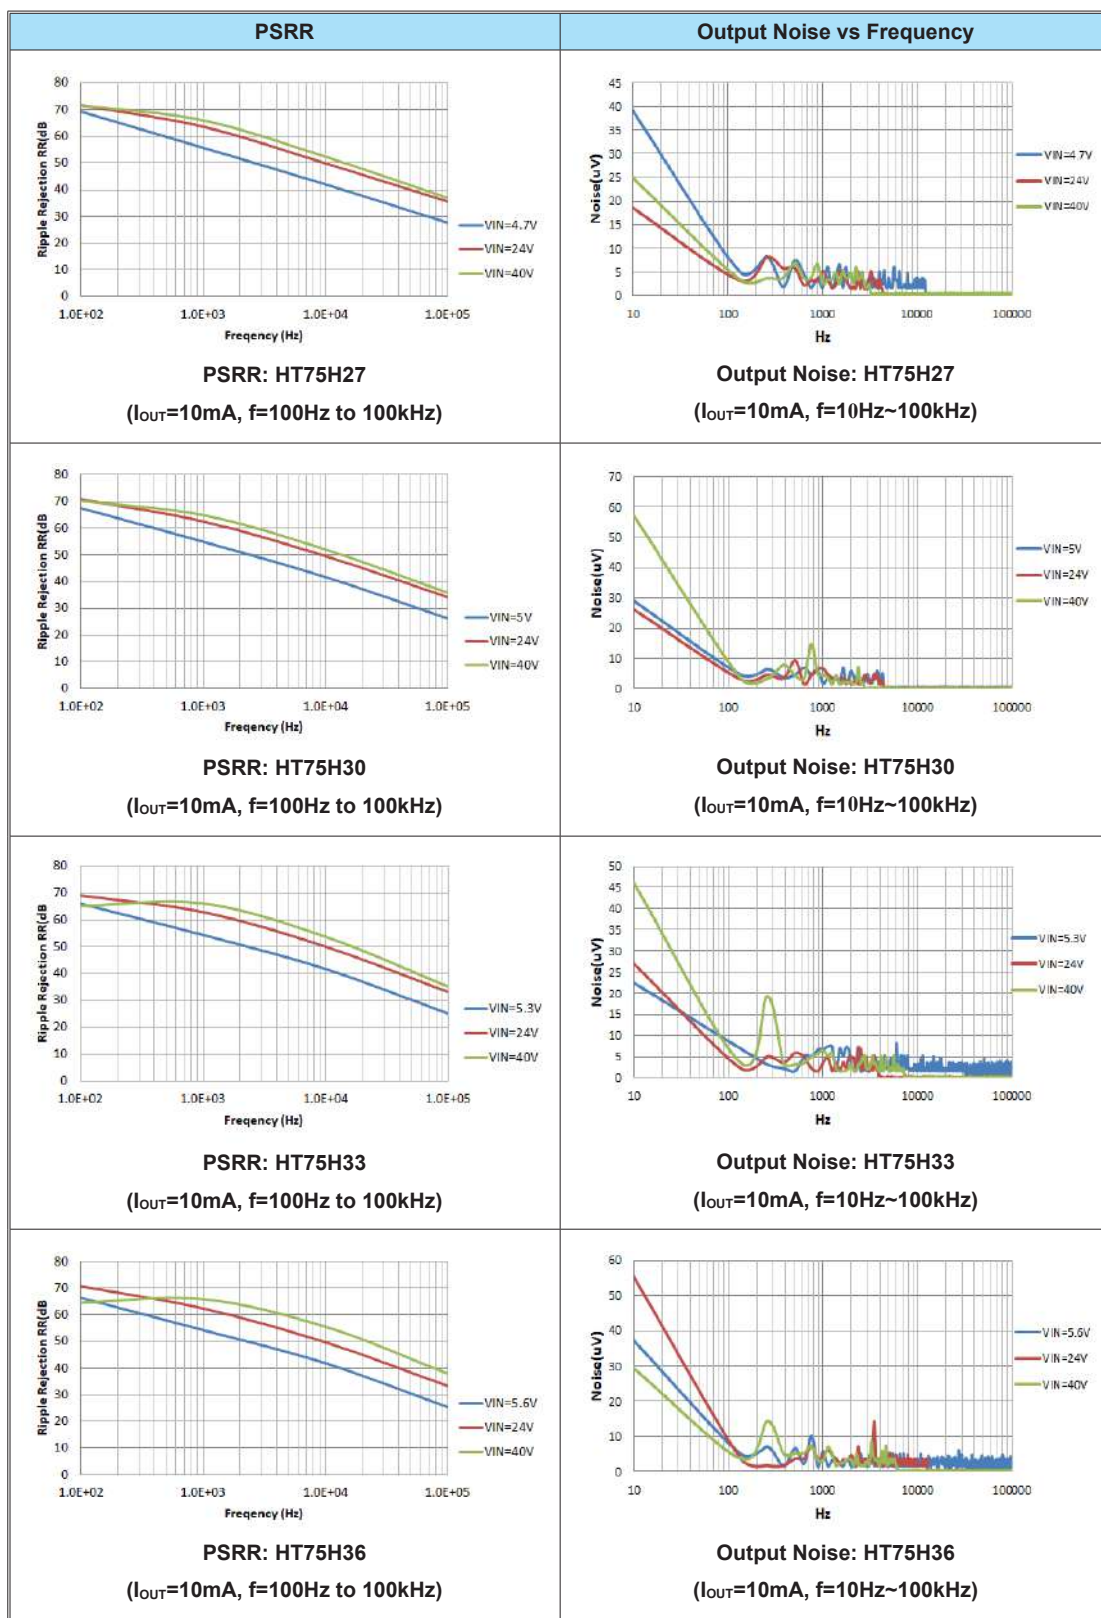 PSRR
Output Noise vs Frequency
Ripple Rejection RR(dB
80
70
60
50
40
30
20
10
0
1.0E+02 1.0E+03 1.0E+04 1.0E+05
Freqency (Hz)
VIN=4.7V
VIN=24V
VIN=40V
PSRR: HT75H27
(IOUT=10mA, f=100Hz to 100kHz)
Noise(uV)
45
40
35
30
25
20
15
10
5
0
10 100 1000 10000 100000
Hz
VIN=4.7V
VIN=24V
VIN=40V
Output Noise: HT75H27
(IOUT=10mA, f=10Hz~100kHz)
Ripple Rejection RR(dB
80
70
60
50
40
30
20
10
0
1.0E+02 1.0E+03 1.0E+04 1.0E+05
Freqency (Hz)
VIN=5V
VIN=24V
VIN=40V
PSRR: HT75H30
(IOUT=10mA, f=100Hz to 100kHz)
Noise(uV)
70
60
50
40
30
20
10
0
10 100 1000 10000 100000
Hz
VIN=5V
VIN=24V
VIN=40V
Output Noise: HT75H30
(IOUT=10mA, f=10Hz~100kHz)
Ripple Rejection RR(dB
80
70
60
50
40
30
20
10
0
1.0E+02 1.0E+03 1.0E+04 1.0E+05
Freqency (Hz)
VIN=5.3V
VIN=24V
VIN=40V
PSRR: HT75H33
(IOUT=10mA, f=100Hz to 100kHz)
Noise(uV)
50
45
40
35
30
25
20
15
10
5
0
10 100 1000 10000 100000
Hz
VIN=5.3V
VIN=24V
VIN=40V
Output Noise: HT75H33
(IOUT=10mA, f=10Hz~100kHz)
Ripple Rejection RR(dB
80
70
60
50
40
30
20
10
0
1.0E+02 1.0E+03 1.0E+04 1.0E+05
Freqency (Hz)
VIN=5.6V
VIN=24V
VIN=40V
PSRR: HT75H36
(IOUT=10mA, f=100Hz to 100kHz)
Noise(uV)
60
50
40
30
20
10
0
10 100 1000 10000 100000
Hz
VIN=5.6V
VIN=24V
VIN=40V
Output Noise: HT75H36
(IOUT=10mA, f=10Hz~100kHz)